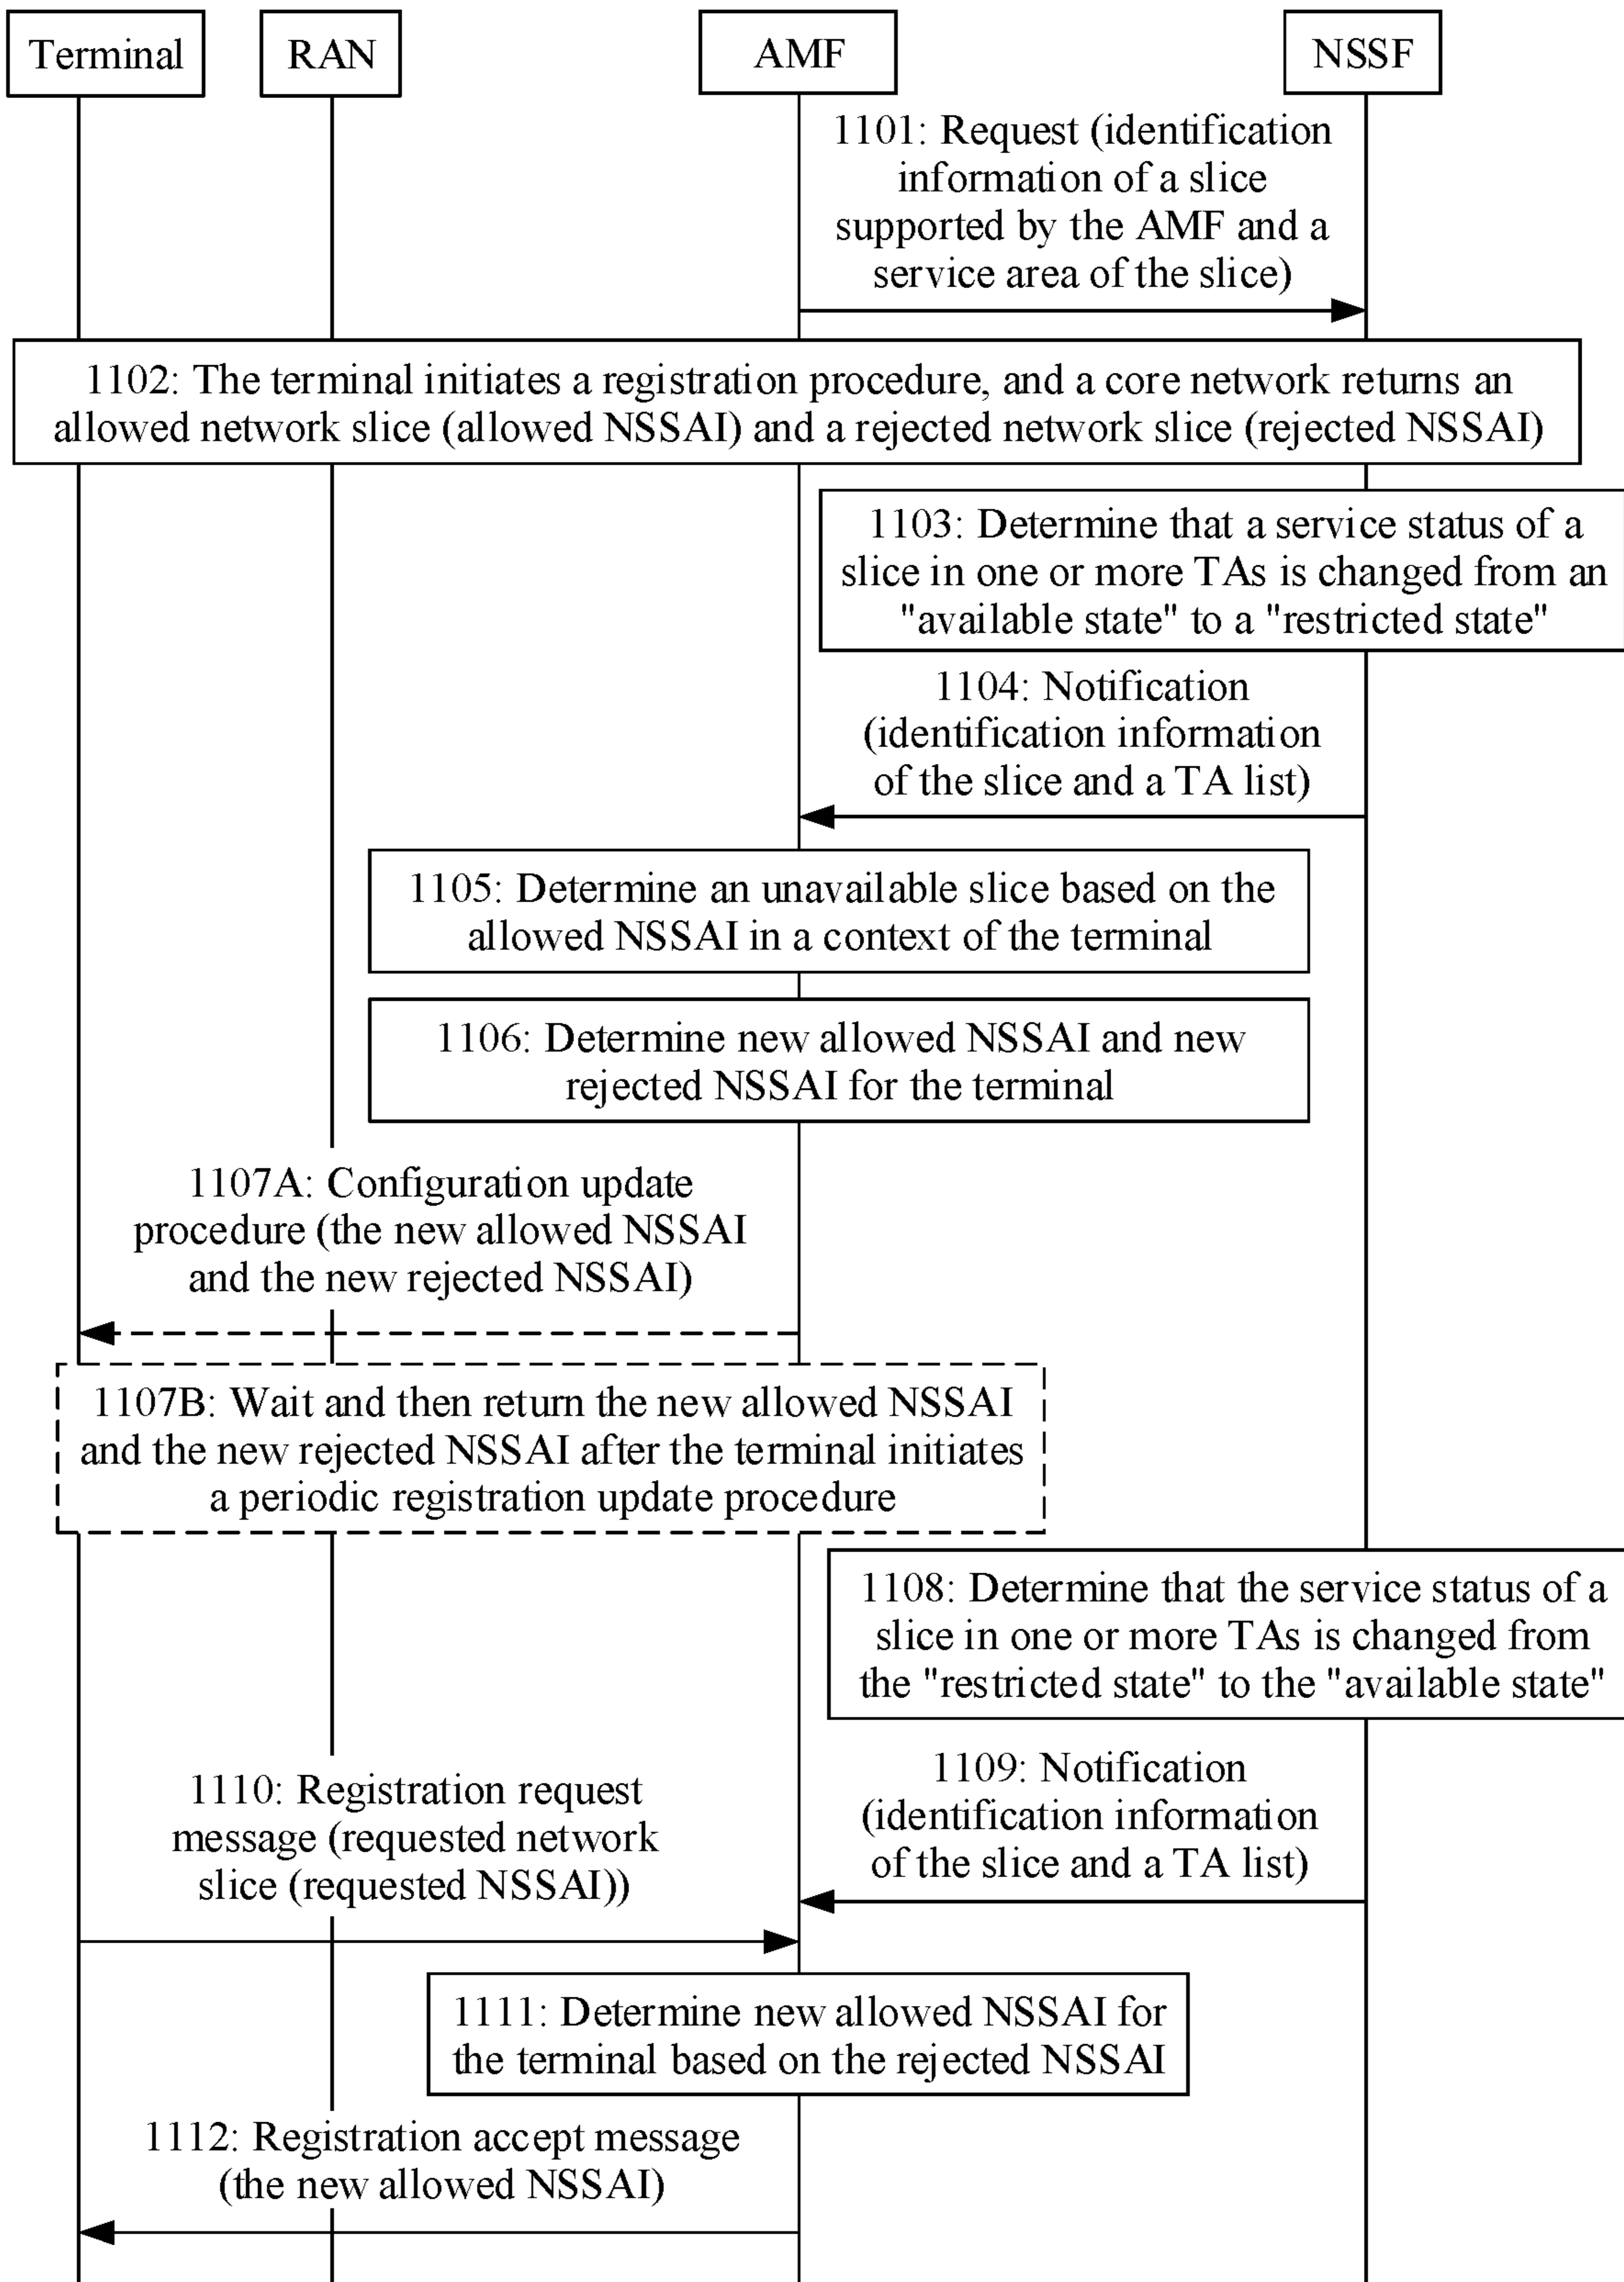 Terminal
RAN
AMF
NSSF
1101: Request (identification
information of a slice
supported by the AMF and a
service area of the slice)
1102: The terminal initiates a registration procedure, and a core network returns an
allowed network slice (allowed NSSAI) and a rejected network slice (rejected NSSAI)
1103: Determine that a service status of a
slice in one or more TAs is changed from an
"available state" to a "restricted state"
1104: Notification
(identification information
of the slice and a TA list)
1105: Determine an unavailable slice based on the
allowed NSSAI in a context of the terminal
1106: Determine new allowed NSSAI and new
rejected NSSAI for the terminal
1107A: Configuration update
procedure (the new allowed NSSAI
and the new rejected NSSAI)
1107B: Wait and then return the new allowed NSSAI
and the new rejected NSSAI after the terminal initiates
a periodic registration update procedure
1108: Determine that the service status of a
slice in one or more TAs is changed from
the "restricted state" to the "available state"
1109: Notification
(identification information
of the slice and a TA list)
1110: Registration request
message (requested network
slice (requested NSSAI))
1111: Determine new allowed NSSAI for
the terminal based on the rejected NSSAI
1112: Registration accept message
(the new allowed NSSAI)